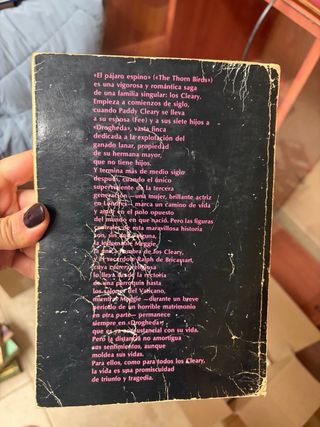 «El pájaro espino» («The Thorn Birds»)
es una vigorosa y romántica saga
de una familia singular: los Cleary.
Empieza a comienzos de siglo,
cuando Paddy Cleary se lleva
a su esposa (Fee) y a sus siete hijos a
«Drogheda», vasta finca
dedicada a la explotación del
ganado lanar, propiedad
de su hermana mayor,
que no tiene hijos.
Y termina más de medio siglo
después, cuando el único
superviviente de la tercera
generación —una mujer, brillante actriz
en Londres— marca un camino de vida
y amor en el polo opuesto
del mundo en que nació. Pero las figuras
centrales de esta maravillosa historia
son, sin duda alguna,
la indomable Meggie,
única hembra de los Cleary,
y el Ralph de Bricassart,
cuya carrera religiosa
lo lleva desde la rectoría
de una parroquia hasta
los salones del Vaticano,
mientras Meggie —durante un breve
período de un horrible matrimonio
en otra parte— permanece
siempre en «Drogheda»,
que es ya consustancial con su vida.
Pero la distancia no amortigua
sus sentimientos, aunque
moldea sus vidas.
Para ellos, como para todos los Cleary,
la vida es una promiscuidad
de triunfo y tragedia.